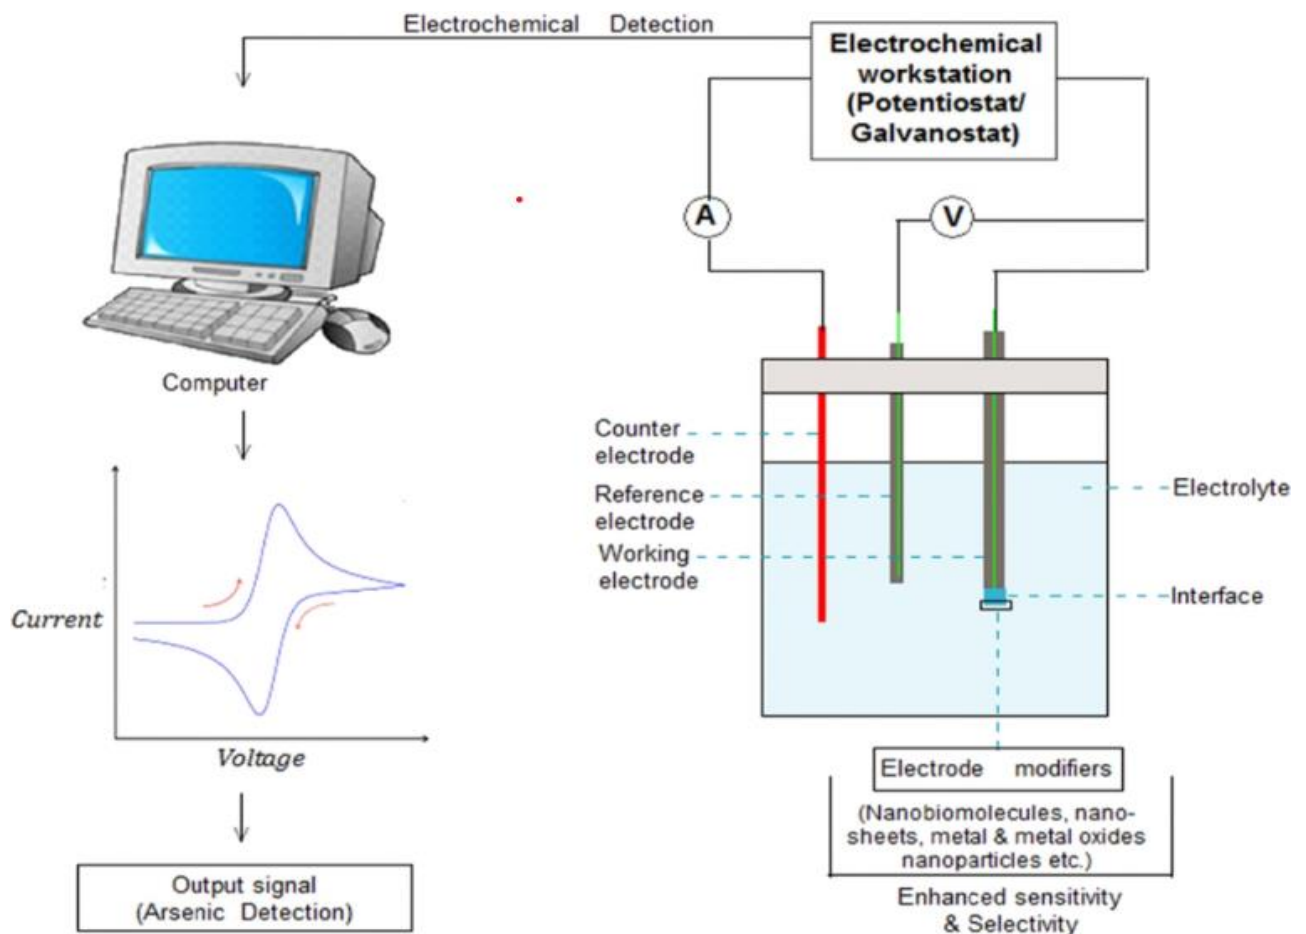 Electrochemical Detection
Electrochemical
workstation
(Potentiostat/
Galvanostat)
A
V
Computer
Counter
electrode
Reference
electrode
Working
electrode
Electrolyte
Interface
Current
Voltage
Electrode modifiers
(Nanobiomolecules, nano-
sheets, metal & metal oxides
nanoparticles etc.)
Enhanced sensitivity
& Selectivity
Output signal
(Arsenic Detection)